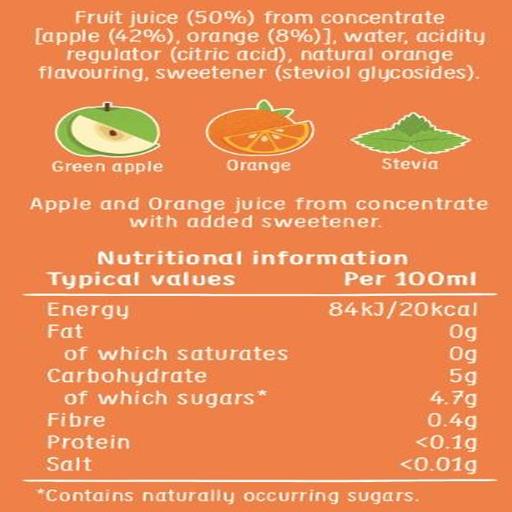 Fruit juice (50%) from concentrate
[apple (42%), orange (8%)], water, acidity
regulator (citric acid), natural orange
flavouring, sweetener (steviol glycosides).
Green apple
Orange
Stevia
Apple and Orange juice from concentrate
with added sweetener.
Nutritional information
Typical values Per 100ml
Energy 84kJ/20kcal
Fat 0g
of which saturates 0g
Carbohydrate 5g
of which sugars* 4.7g
Fibre 0.4g
Protein <0.1g
Salt <0.01g
*Contains naturally occurring sugars.